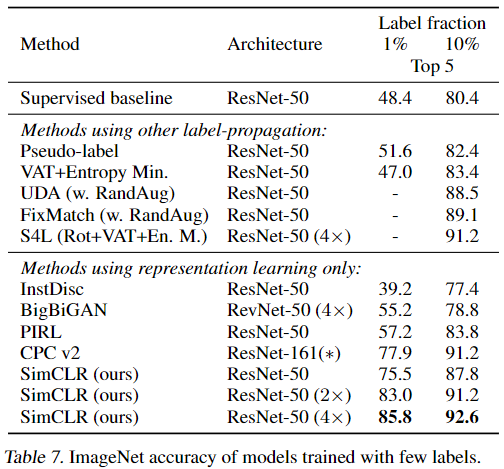 Label fraction
Method Architecture 1% 10%
Top 5
Supervised baseline ResNet-50 48.4 80.4
Methods using other label-propagation:
Pseudo-label ResNet-50 51.6 82.4
VAT+Entropy Min. ResNet-50 47.0 83.4
UDA (w. RandAug) ResNet-50 - 88.5
FixMatch (w. RandAug) ResNet-50 - 89.1
S4L (Rot+VAT+En. M.) ResNet-50 (4×) - 91.2
Methods using representation learning only:
InstDisc ResNet-50 39.2 77.4
BigBiGAN RevNet-50 (4×) 55.2 78.8
PIRL ResNet-50 57.2 83.8
CPC v2 ResNet-161(∗) 77.9 91.2
SimCLR (ours) ResNet-50 75.5 87.8
SimCLR (ours) ResNet-50 (2×) 83.0 91.2
SimCLR (ours) ResNet-50 (4×) 85.8 92.6
Table 7. ImageNet accuracy of models trained with few labels.